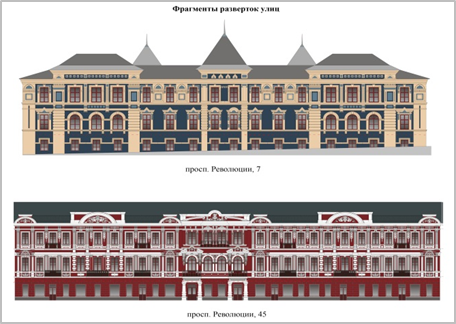 Фрагменты разверток улиц
просп. Революции, 7
просп. Революции, 45